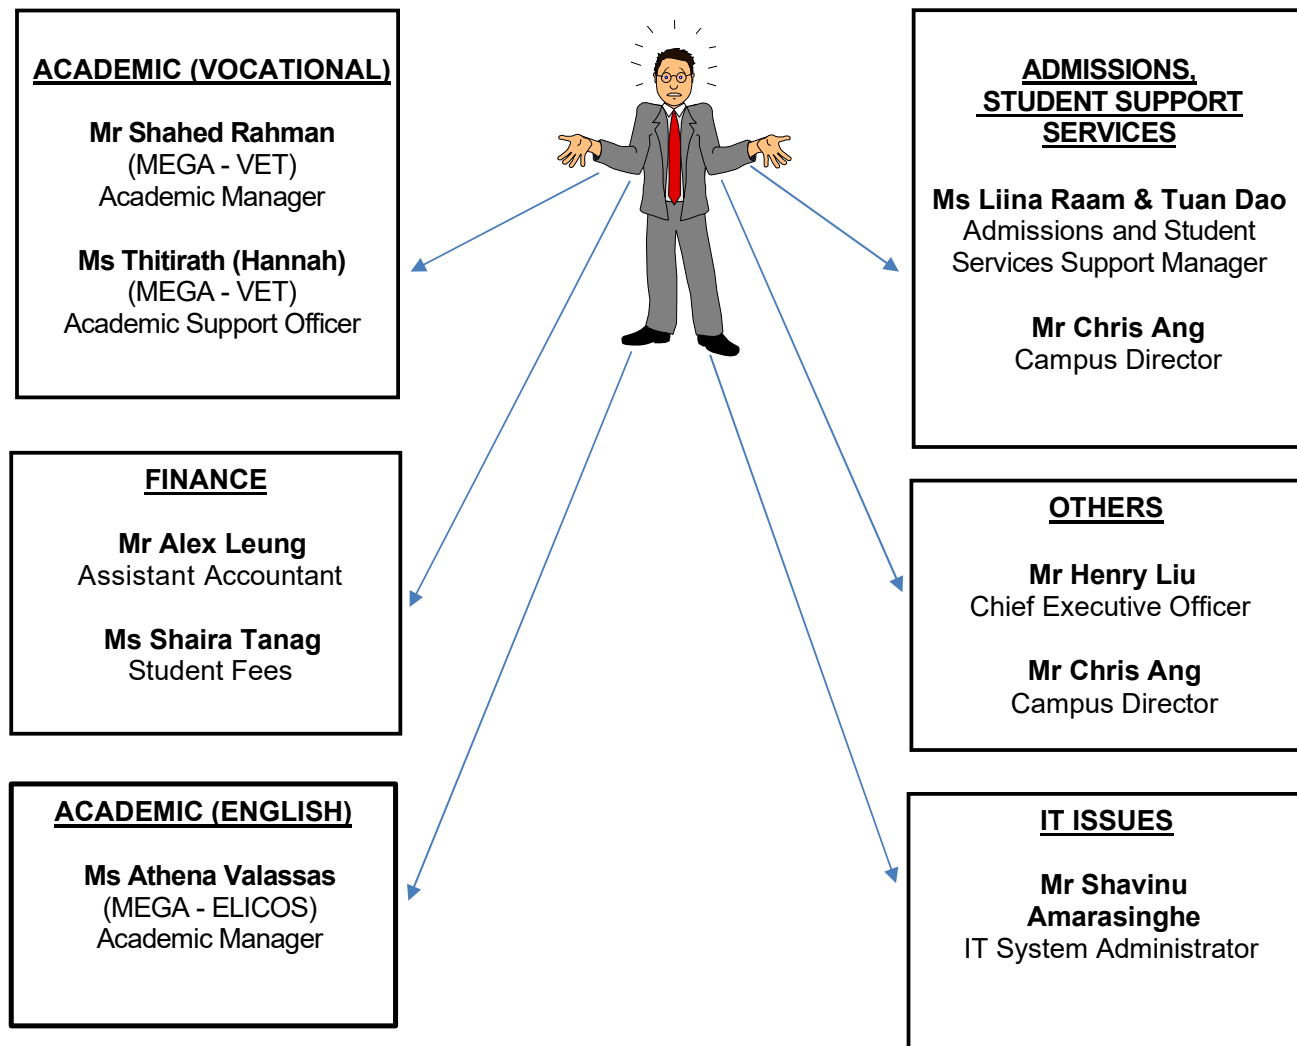 ACADEMIC (VOCATIONAL)
Mr Shahed Rahman
(MEGA - VET)
Academic Manager
Ms Thitirath (Hannah)
(MEGA - VET)
Academic Support Officer
FINANCE
Mr Alex Leung
Assistant Accountant
Ms Shaira Tanag
Student Fees
ACADEMIC (ENGLISH)
Ms Athena Valassas
(MEGA - ELICOS)
Academic Manager
ADMISSIONS,
STUDENT SUPPORT
SERVICES
Ms Liina Raam & Tuan Dao
Admissions and Student
Services Support Manager
Mr Chris Ang
Campus Director
OTHERS
Mr Henry Liu
Chief Executive Officer
Mr Chris Ang
Campus Director
IT ISSUES
Mr Shavinu
Amarasinghe
IT System Administrator